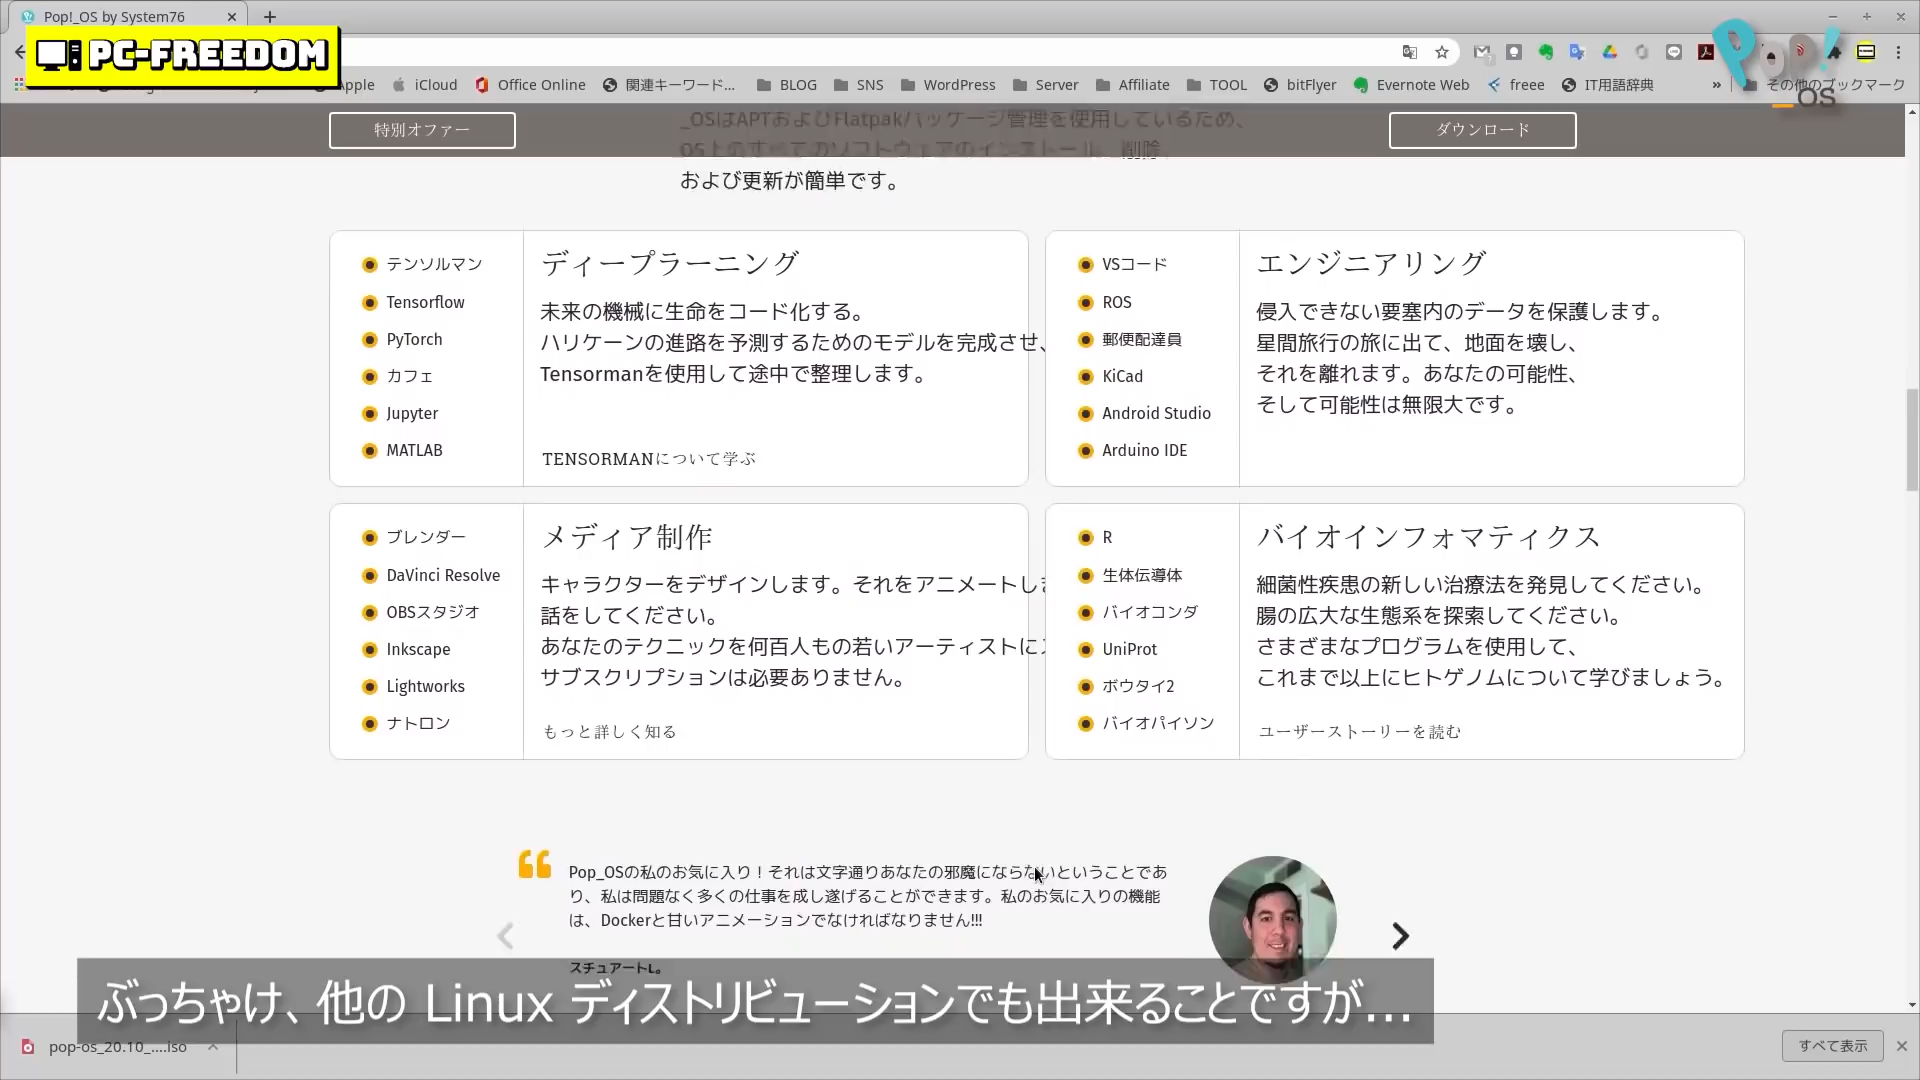 Pop!_OS by System76
PC-FREEDOM
Apple
iCloud
Office Online
関連キーワード...
BLOG
SNS
WordPress
Server
Affiliate
TOOL
bitFlyer
Evernote Web
freee
IT用語辞典
»
その他のブックマーク
POP!
_OS
特別オファー
ダウンロード
_OSはAPTおよびFlatpakパッケージ管理を使用しているため、
OS上のすべてのソフトウェアのインストール、削除、
および更新が簡単です。
テンソルマン
Tensorflow
PyTorch
カフェ
Jupyter
MATLAB
ディープラーニング
未来の機械に生命をコード化する。
ハリケーンの進路を予測するためのモデルを完成させ、
Tensormanを使用して途中で整理します。
TENSORMANについて学ぶ
VSコード
ROS
郵便配達員
KiCad
Android Studio
Arduino IDE
エンジニアリング
侵入できない要塞内のデータを保護します。
星間旅行の旅に出て、地面を壊し、
それを離れます。あなたの可能性、
そして可能性は無限大です。
ブレンダー
DaVinci Resolve
OBSスタジオ
Inkscape
Lightworks
ナトロン
メディア制作
キャラクターをデザインします。それをアニメートしま
話をしてください。
あなたのテクニックを何百人もの若いアーティストに
サブスクリプションは必要ありません。
もっと詳しく知る
R
生体伝導体
バイオコンダ
UniProt
ボウタイ2
バイオパイソン
バイオインフォマティクス
細菌性疾患の新しい治療法を発見してください。
腸の広大な生態系を探索してください。
さまざまなプログラムを使用して、
これまで以上にヒトゲノムについて学びましょう。
ユーザーストーリーを読む
Pop_OSの私のお気に入り！それは文字通りあなたの邪魔にならないということであ
り、私は問題なく多くの仕事を成し遂げることができます。私のお気に入りの機能
は、Dockerと甘いアニメーションでなければなりません!!!
スチュアートL。
ぶっちゃけ、他の Linux ディストリビューションでも出来ることですが…
pop-os_20.10_....iso
すべて表示